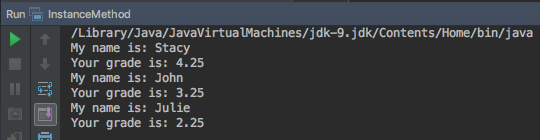 Run InstanceMethod
/Library/Java/JavaVirtualMachines/jdk-9.jdk/Contents/Home/bin/java
My name is: Stacy
Your grade is: 4.25
My name is: John
Your grade is: 3.25
My name is: Julie
Your grade is: 2.25